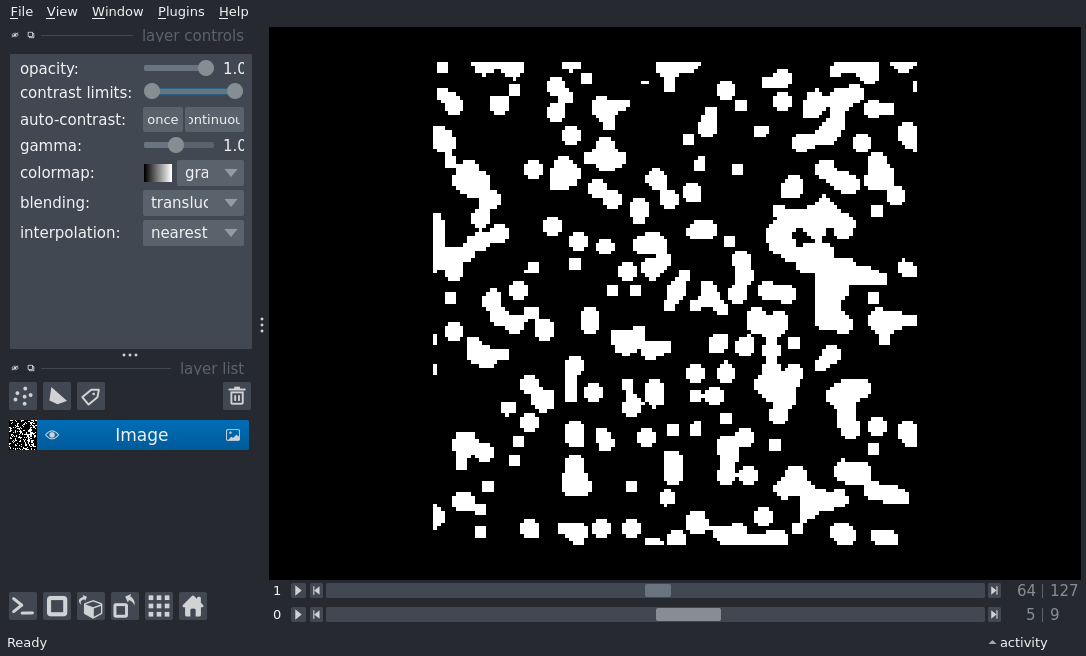 File View Window Plugins Help
layer controls
opacity: 1.0
contrast limits:
auto-contrast: once ontinuou
gamma: 1.0
colormap: gra
blending: transluc
interpolation: nearest
layer list
Image
1 64 127
0 5 9
Ready activity